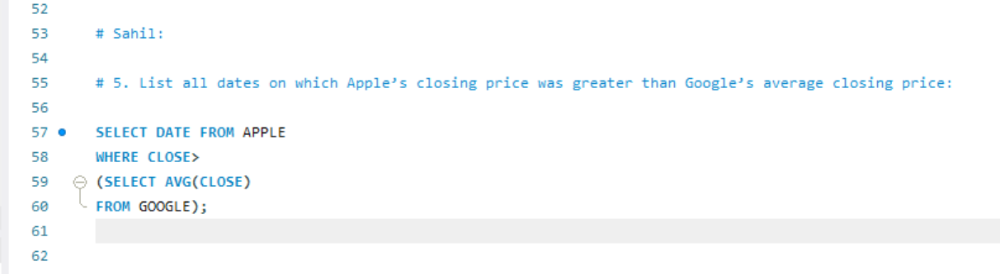 52
53 # Sahil:
54
55 # 5. List all dates on which Apple’s closing price was greater than Google’s average closing price:
56
57 SELECT DATE FROM APPLE
58 WHERE CLOSE>
59 (SELECT AVG(CLOSE)
60 FROM GOOGLE);
61
62